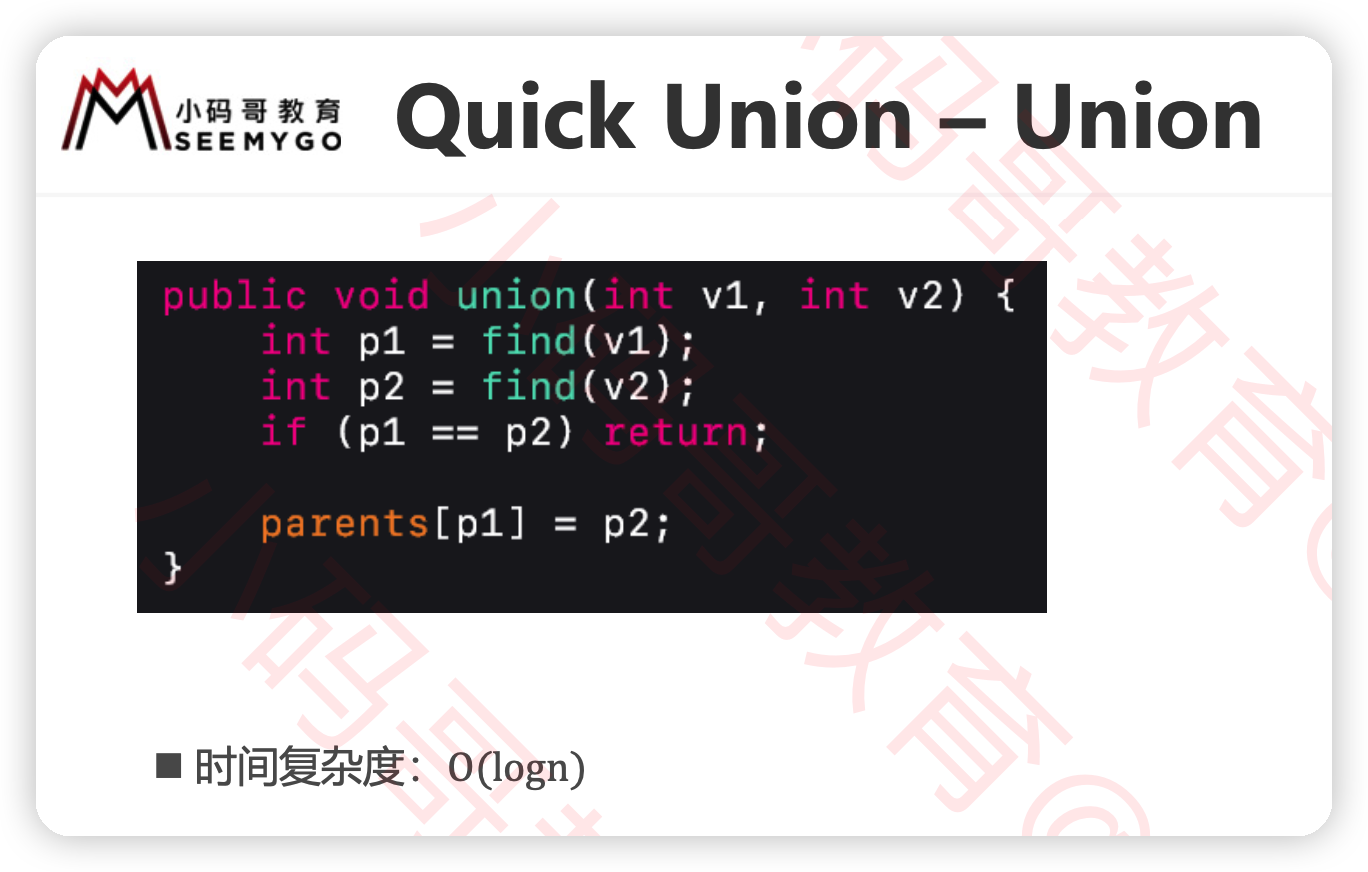 小码哥教育
SEEMYGO
Quick Union – Union
public void union(int v1, int v2) {
    int p1 = find(v1);
    int p2 = find(v2);
    if (p1 == p2) return;
    parents[p1] = p2;
}
■ 时间复杂度：O(logn)
小码哥教育@
小码哥教育@
码哥教育@